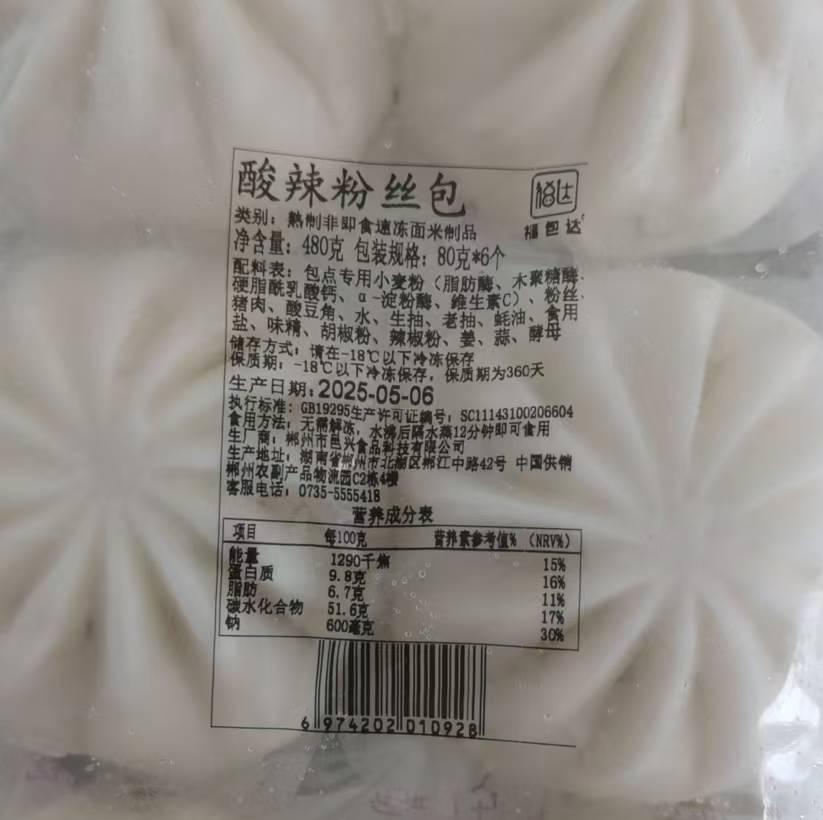 酸辣粉丝包
福达
福包达
类别：熟制非即食速冻面米制品
净含量：480克 包装规格：80克*6个
配料表：包点专用小麦粉（脂肪酶、木聚糖酶、
硬脂酰乳酸钙、α-淀粉酶、维生素C）、粉丝、
猪肉、酸豆角、水、生抽、老抽、蚝油、食用
盐、味精、胡椒粉、辣椒粉、姜、蒜、酵母
储存方式：请在-18℃以下冷冻保存
保质期：-18℃以下冷冻保存，保质期为360天
生产日期：2025-05-06
执行标准：GB19295生产许可证编号：SC11143100206604
食用方法：无需解冻，水沸后隔水蒸12分钟即可食用
生厂商：郴州市邑兴食品科技有限公司
生产地址：湖南省郴州市北湖区郴江中路42号 中国供销
郴州农副产品物流园C2栋4楼
客服电话：0735-5555418
营养成分表
项目 每100克 营养素参考值%（NRV%）
能量 1290千焦 15%
蛋白质 9.8克 16%
脂肪 6.7克 11%
碳水化合物 51.6克 17%
钠 600毫克 30%
6 974202 010928